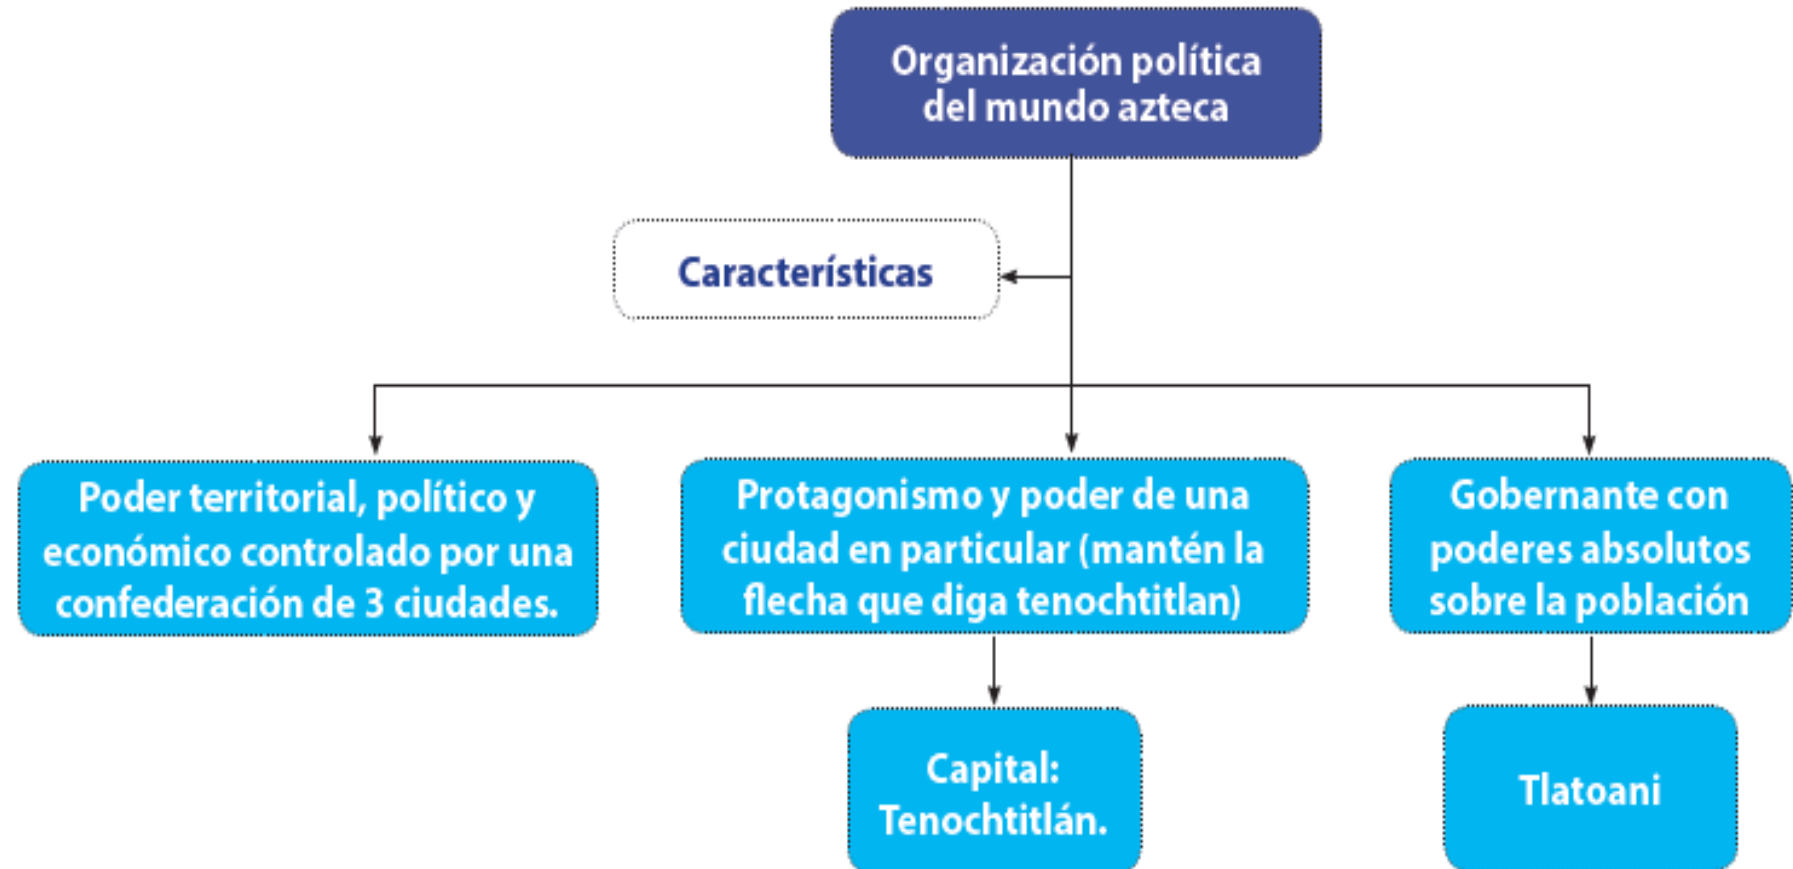 Organización política
del mundo azteca
Características
Poder territorial, político y
económico controlado por una
confederación de 3 ciudades.
Protagonismo y poder de una
ciudad en particular (mantén la
flecha que diga tenochtitlan)
Gobernante con
poderes absolutos
sobre la población
Capital:
Tenochtitlán.
Tlatoani